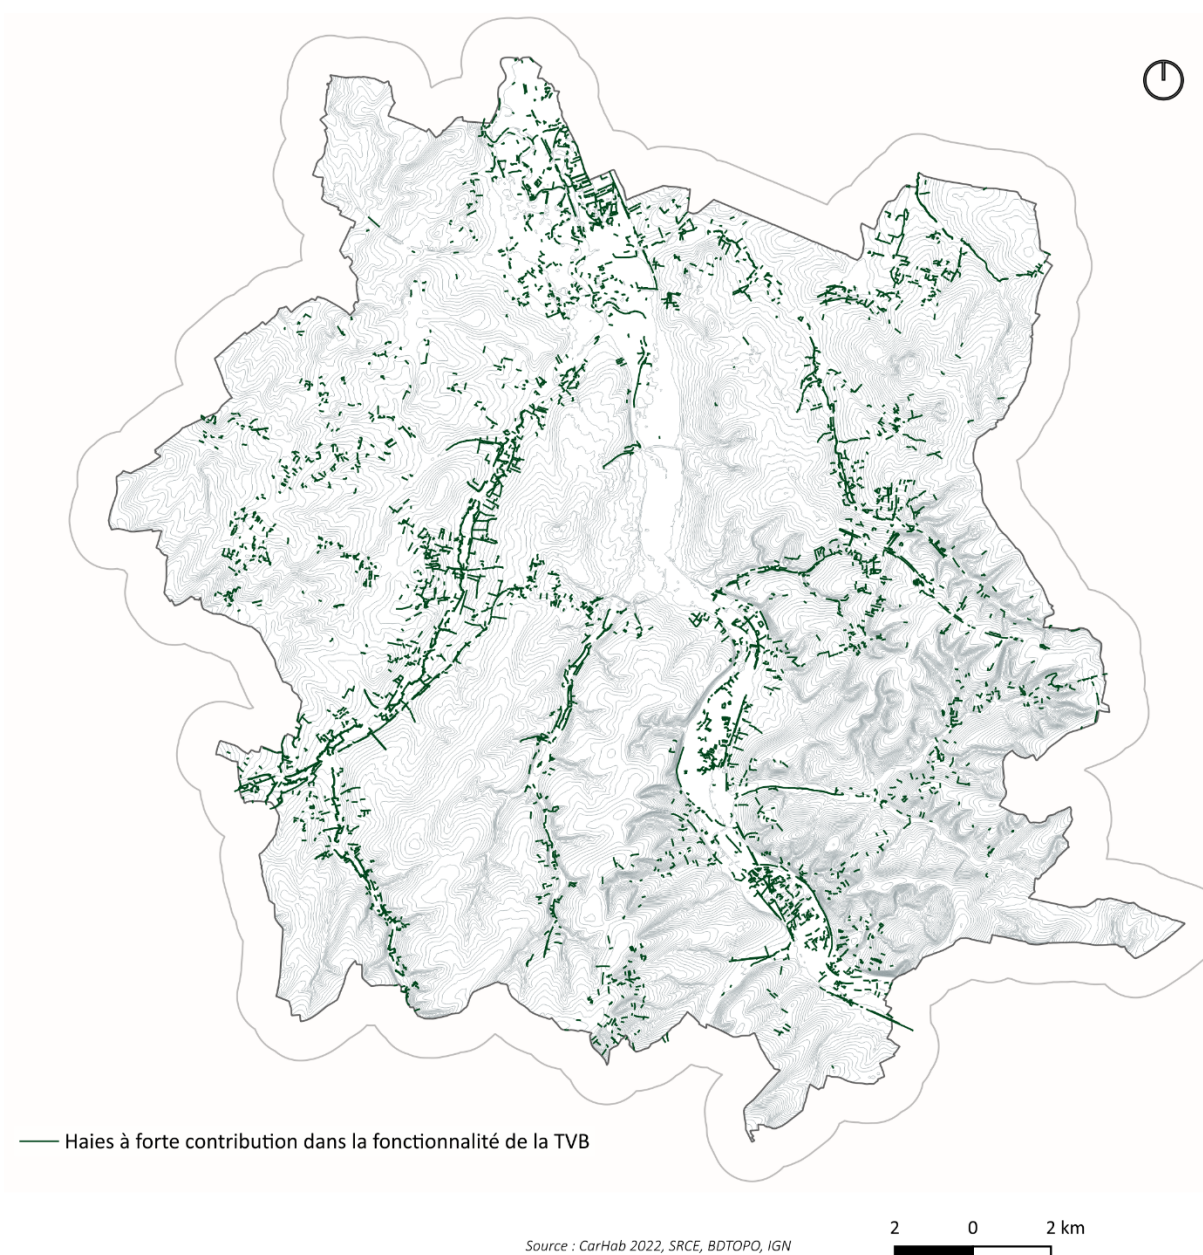 Haies à forte contribution dans la fonctionnalité de la TVB
2 0 2 km
Source : CarHab 2022, SRCE, BDTOPO, IGN